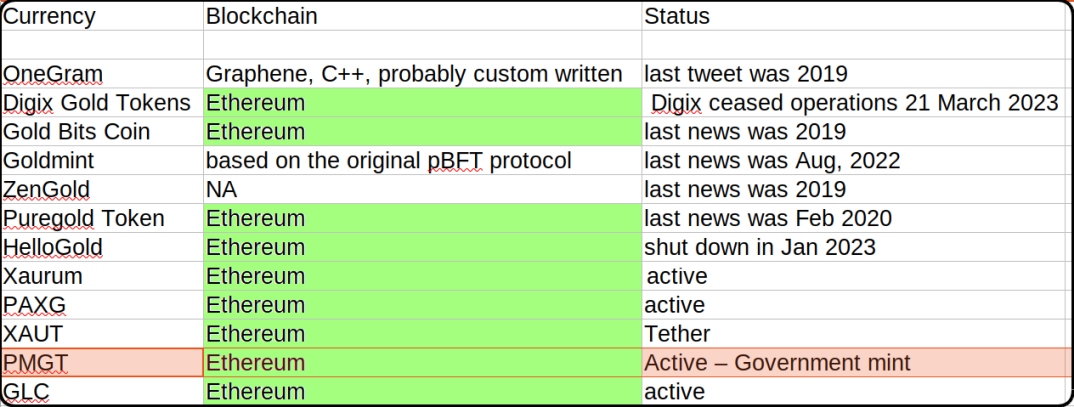 Currency Blockchain Status
OneGram Graphene, C++, probably custom written last tweet was 2019
Digix Gold Tokens Ethereum Digix ceased operations 21 March 2023
Gold Bits Coin Ethereum last news was 2019
Goldmint based on the original pBFT protocol last news was Aug, 2022
ZenGold NA last news was 2019
Puregold Token Ethereum last news was Feb 2020
HelloGold Ethereum shut down in Jan 2023
Xaurum Ethereum active
PAXG Ethereum active
XAUT Ethereum Tether
PMGT Ethereum Active – Government mint
GLC Ethereum active